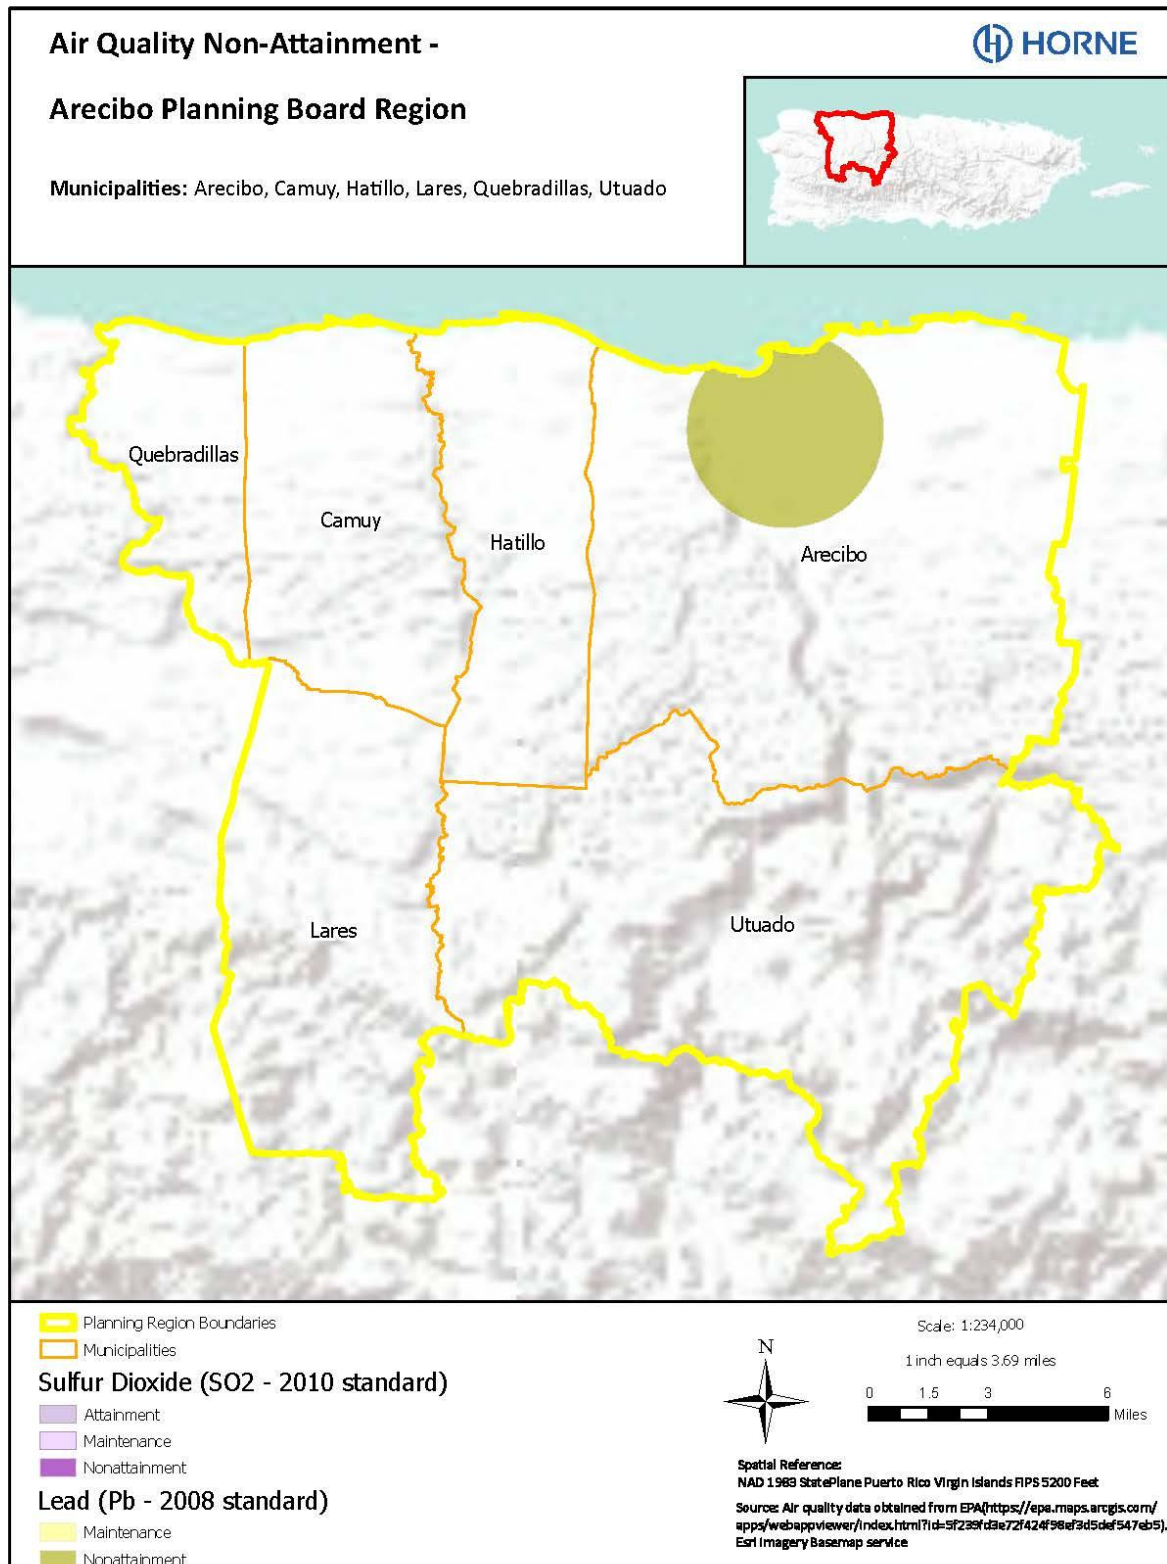 Air Quality Non-Attainment -
HORNE
Arecibo Planning Board Region
Municipalities: Arecibo, Camuy, Hatillo, Lares, Quebradillas, Utuado
Quebradillas
Camuy
Hatillo
Arecibo
Lares
Utuado
Planning Region Boundaries
Municipalities
Sulfur Dioxide (SO2 - 2010 standard)
Attainment
Maintenance
Nonattainment
Lead (Pb - 2008 standard)
Maintenance
Nonattainment
N
Scale: 1:234,000
1 inch equals 3.69 miles
0 1.5 3 6
Miles
Spatial Reference:
NAD 1983 StatePlane Puerto Rico Virgin Islands FIPS 5200 Feet
Source: Air quality data obtained from EPA(https://epa.maps.arcgis.com/
apps/webappviewer/index.html?id=5f239fd3e72f424f98ef3d5def547eb5).
Esri Imagery Basemap service